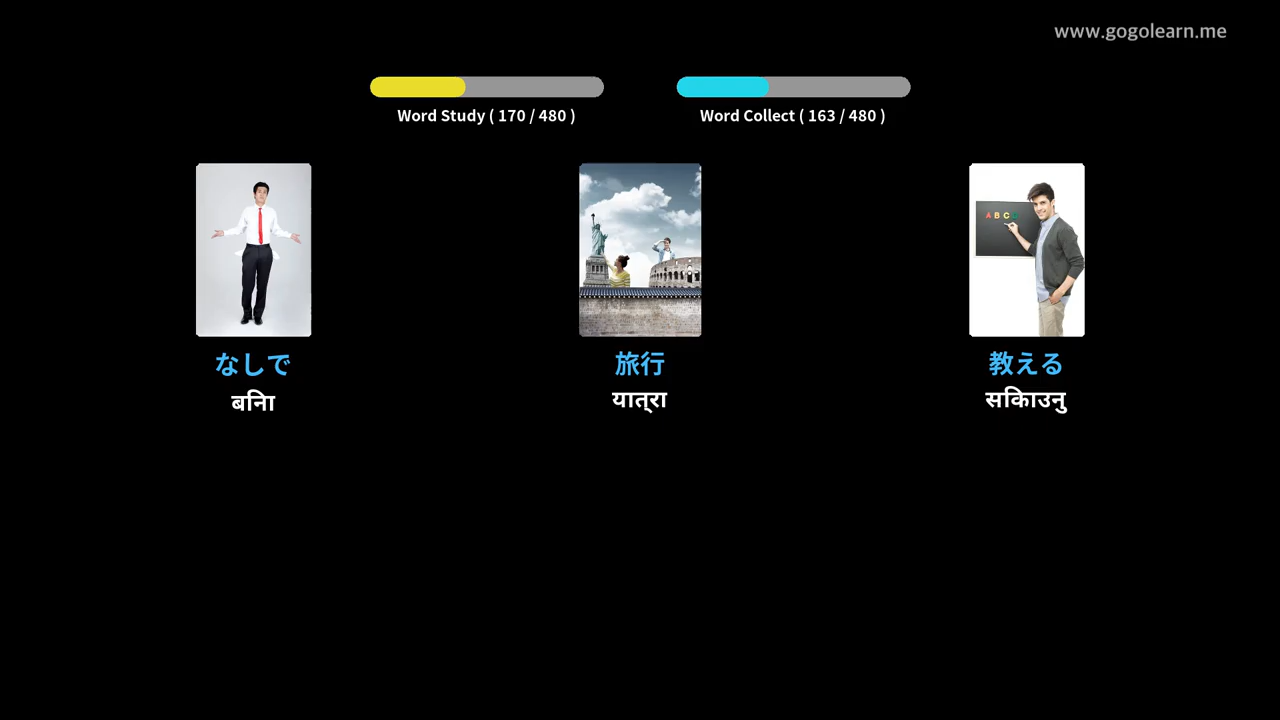 www.gogolearn.me
Word Study ( 170 / 480 )
Word Collect ( 163 / 480 )
A B C C
なしで
旅行
教える
बिना
यात्रा
सिकाउनु